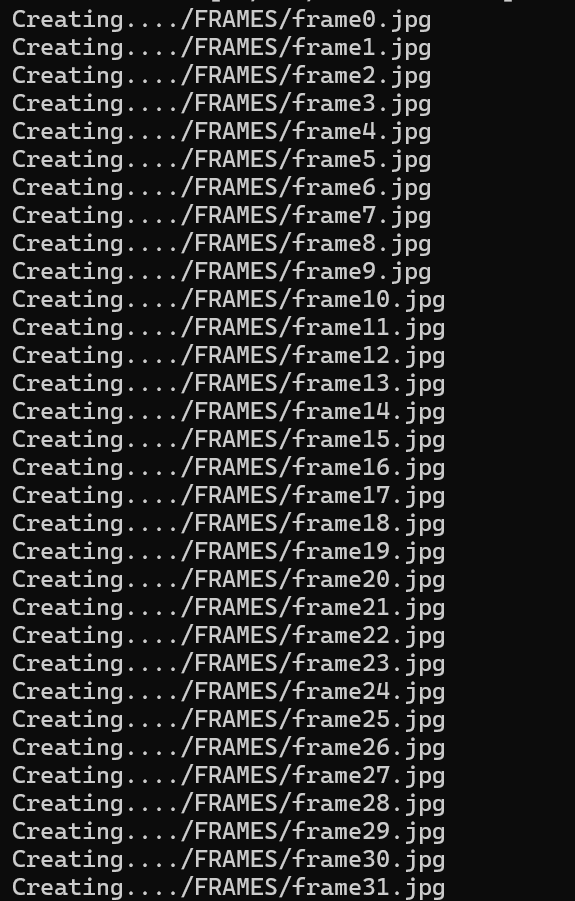 Creating..../FRAMES/frame0.jpg
Creating..../FRAMES/frame1.jpg
Creating..../FRAMES/frame2.jpg
Creating..../FRAMES/frame3.jpg
Creating..../FRAMES/frame4.jpg
Creating..../FRAMES/frame5.jpg
Creating..../FRAMES/frame6.jpg
Creating..../FRAMES/frame7.jpg
Creating..../FRAMES/frame8.jpg
Creating..../FRAMES/frame9.jpg
Creating..../FRAMES/frame10.jpg
Creating..../FRAMES/frame11.jpg
Creating..../FRAMES/frame12.jpg
Creating..../FRAMES/frame13.jpg
Creating..../FRAMES/frame14.jpg
Creating..../FRAMES/frame15.jpg
Creating..../FRAMES/frame16.jpg
Creating..../FRAMES/frame17.jpg
Creating..../FRAMES/frame18.jpg
Creating..../FRAMES/frame19.jpg
Creating..../FRAMES/frame20.jpg
Creating..../FRAMES/frame21.jpg
Creating..../FRAMES/frame22.jpg
Creating..../FRAMES/frame23.jpg
Creating..../FRAMES/frame24.jpg
Creating..../FRAMES/frame25.jpg
Creating..../FRAMES/frame26.jpg
Creating..../FRAMES/frame27.jpg
Creating..../FRAMES/frame28.jpg
Creating..../FRAMES/frame29.jpg
Creating..../FRAMES/frame30.jpg
Creating..../FRAMES/frame31.jpg